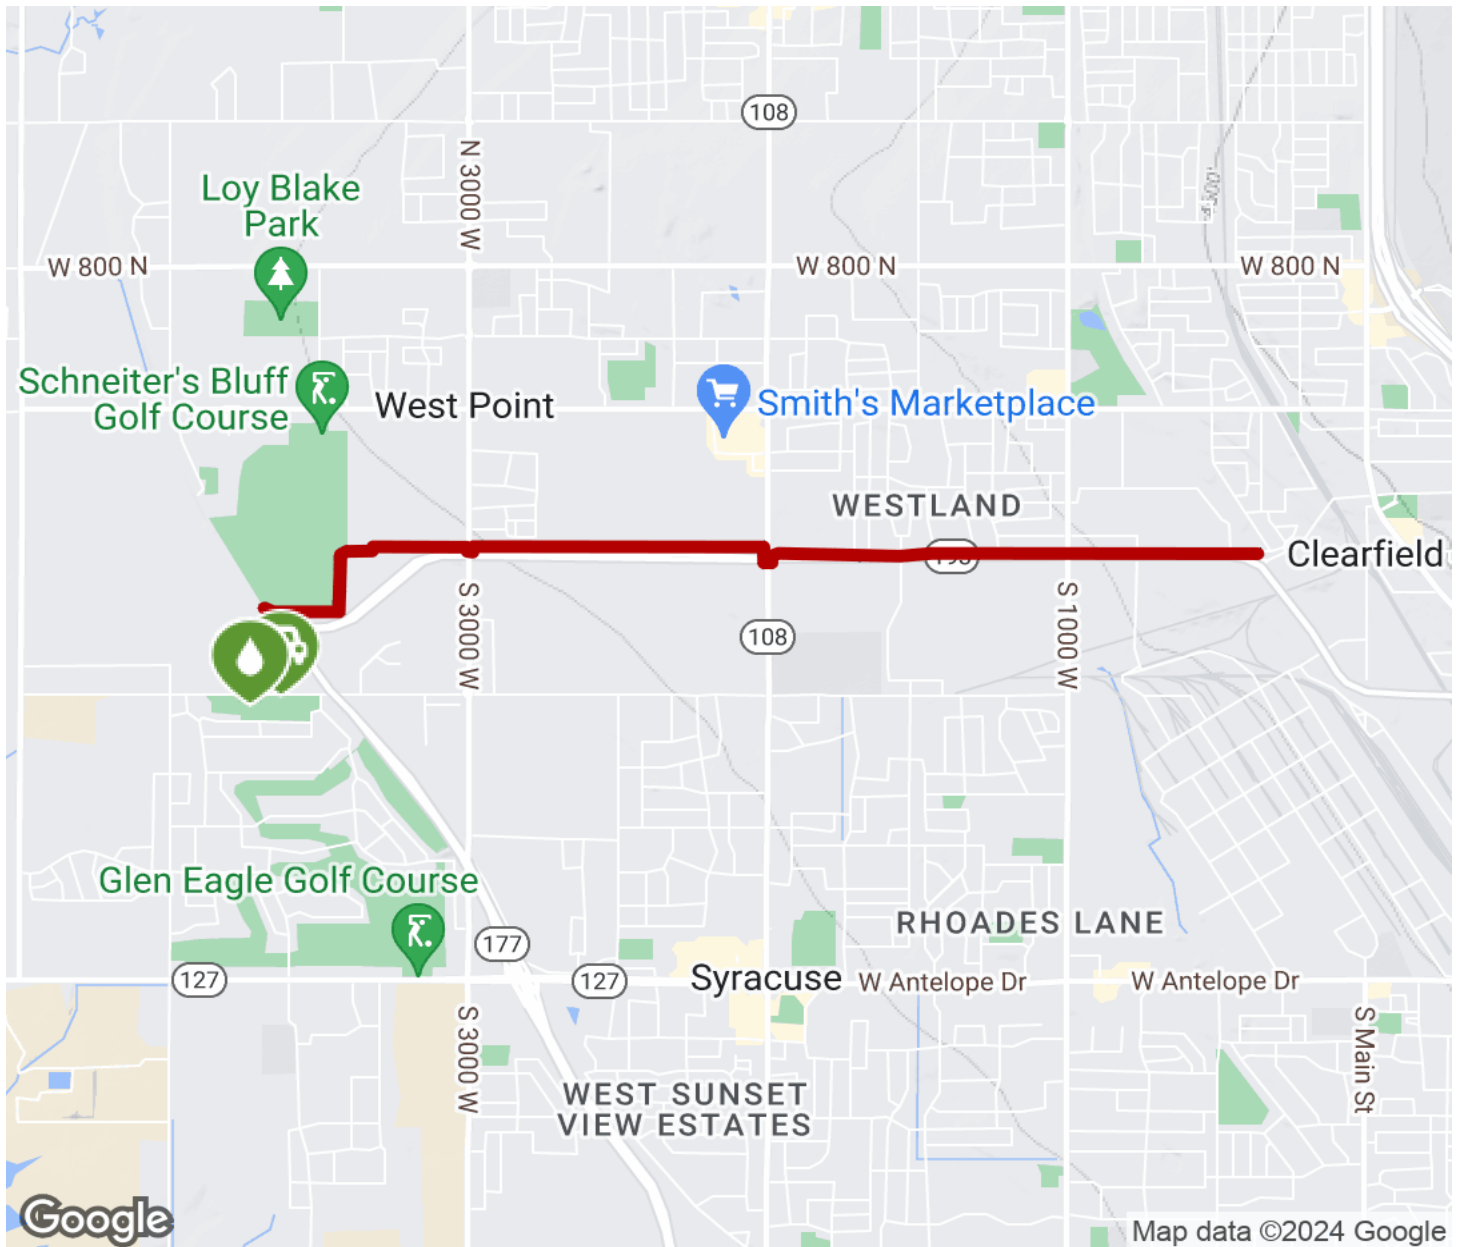 108
N 3000 W
Loy Blake
Park
W 800 N
W 800 N
W 800 N
Schneiter's Bluff
Golf Course
West Point
Smith's Marketplace
WESTLAND
Clearfield
S 3000 W
S 1000 W
108
Glen Eagle Golf Course
RHOADES LANE
177
127
127
Syracuse
W Antelope Dr
W Antelope Dr
S 3000 W
S Main St
WEST SUNSET
VIEW ESTATES
Google
Map data ©2024 Google